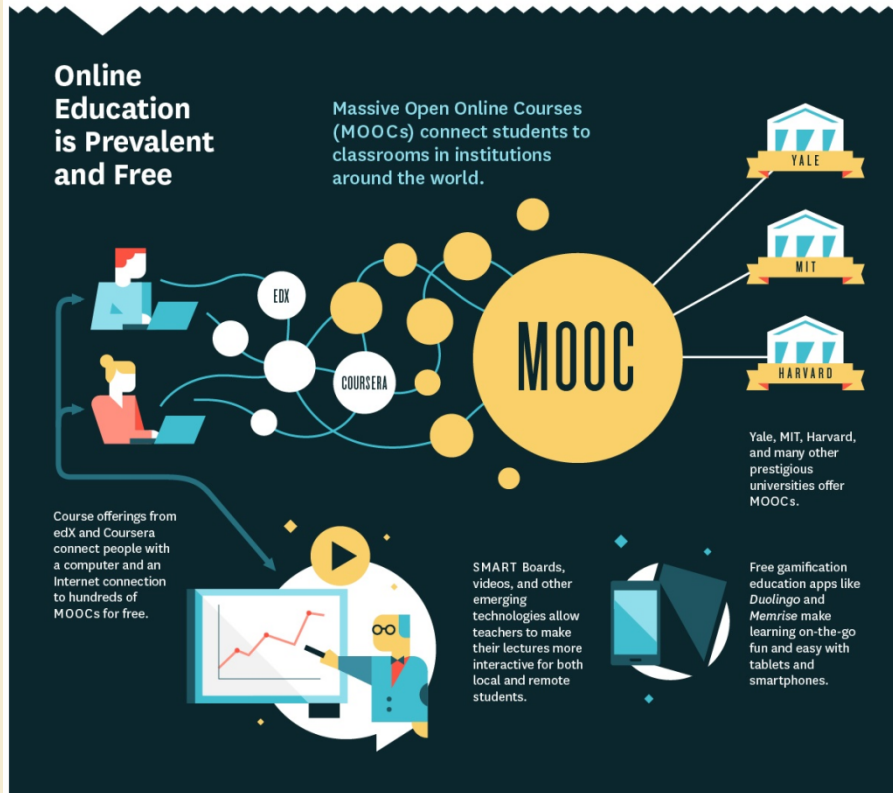 Online
Education
is Prevalent
and Free
Massive Open Online Courses
(MOOCs) connect students to
classrooms in institutions
around the world.
YALE
MIT
HARVARD
EDX
COURSERA
MOOC
Yale, MIT, Harvard,
and many other
prestigious
universities offer
MOOCs.
Course offerings from
edX and Coursera
connect people with
a computer and an
Internet connection
to hundreds of
MOOCs for free.
SMART Boards,
videos, and other
emerging
technologies allow
teachers to make
their lectures more
interactive for both
local and remote
students.
Free gamification
education apps like
Duolingo and
Memrise make
learning on-the-go
fun and easy with
tablets and
smartphones.